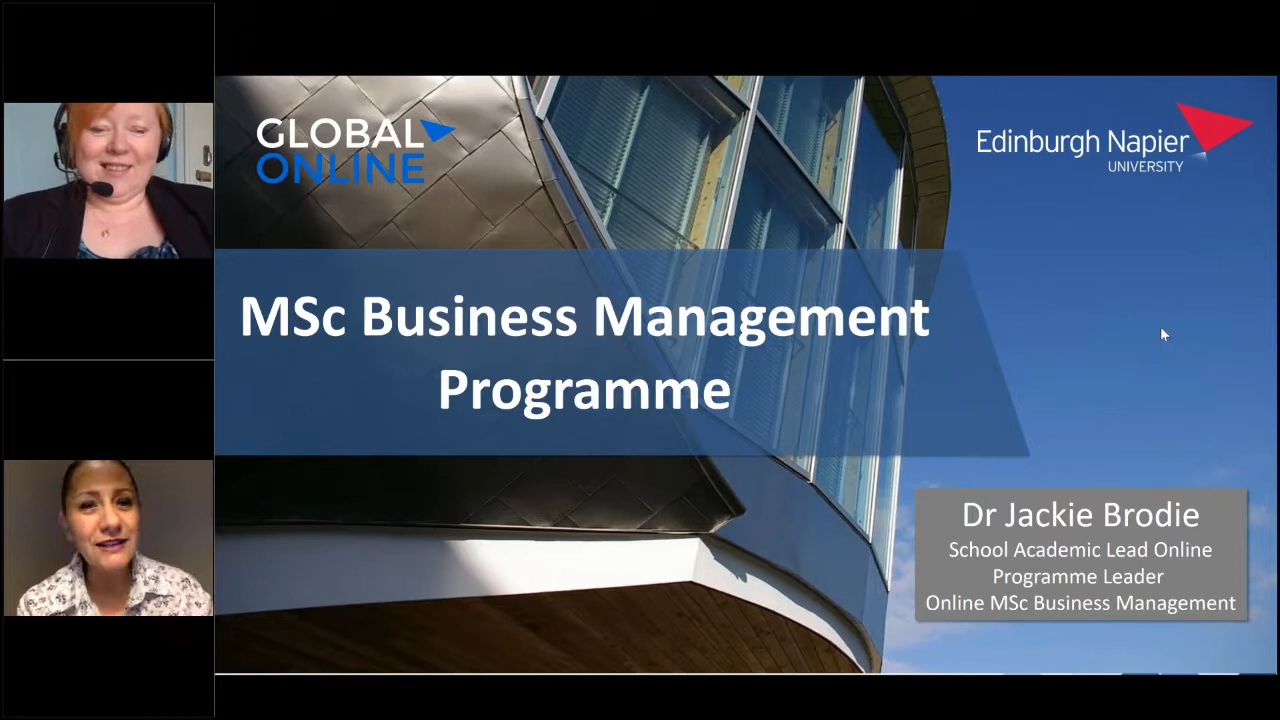 GLOBAL
ONLINE
Edinburgh Napier
UNIVERSITY
MSc Business Management
Programme
Dr Jackie Brodie
School Academic Lead Online
Programme Leader
Online MSc Business Management